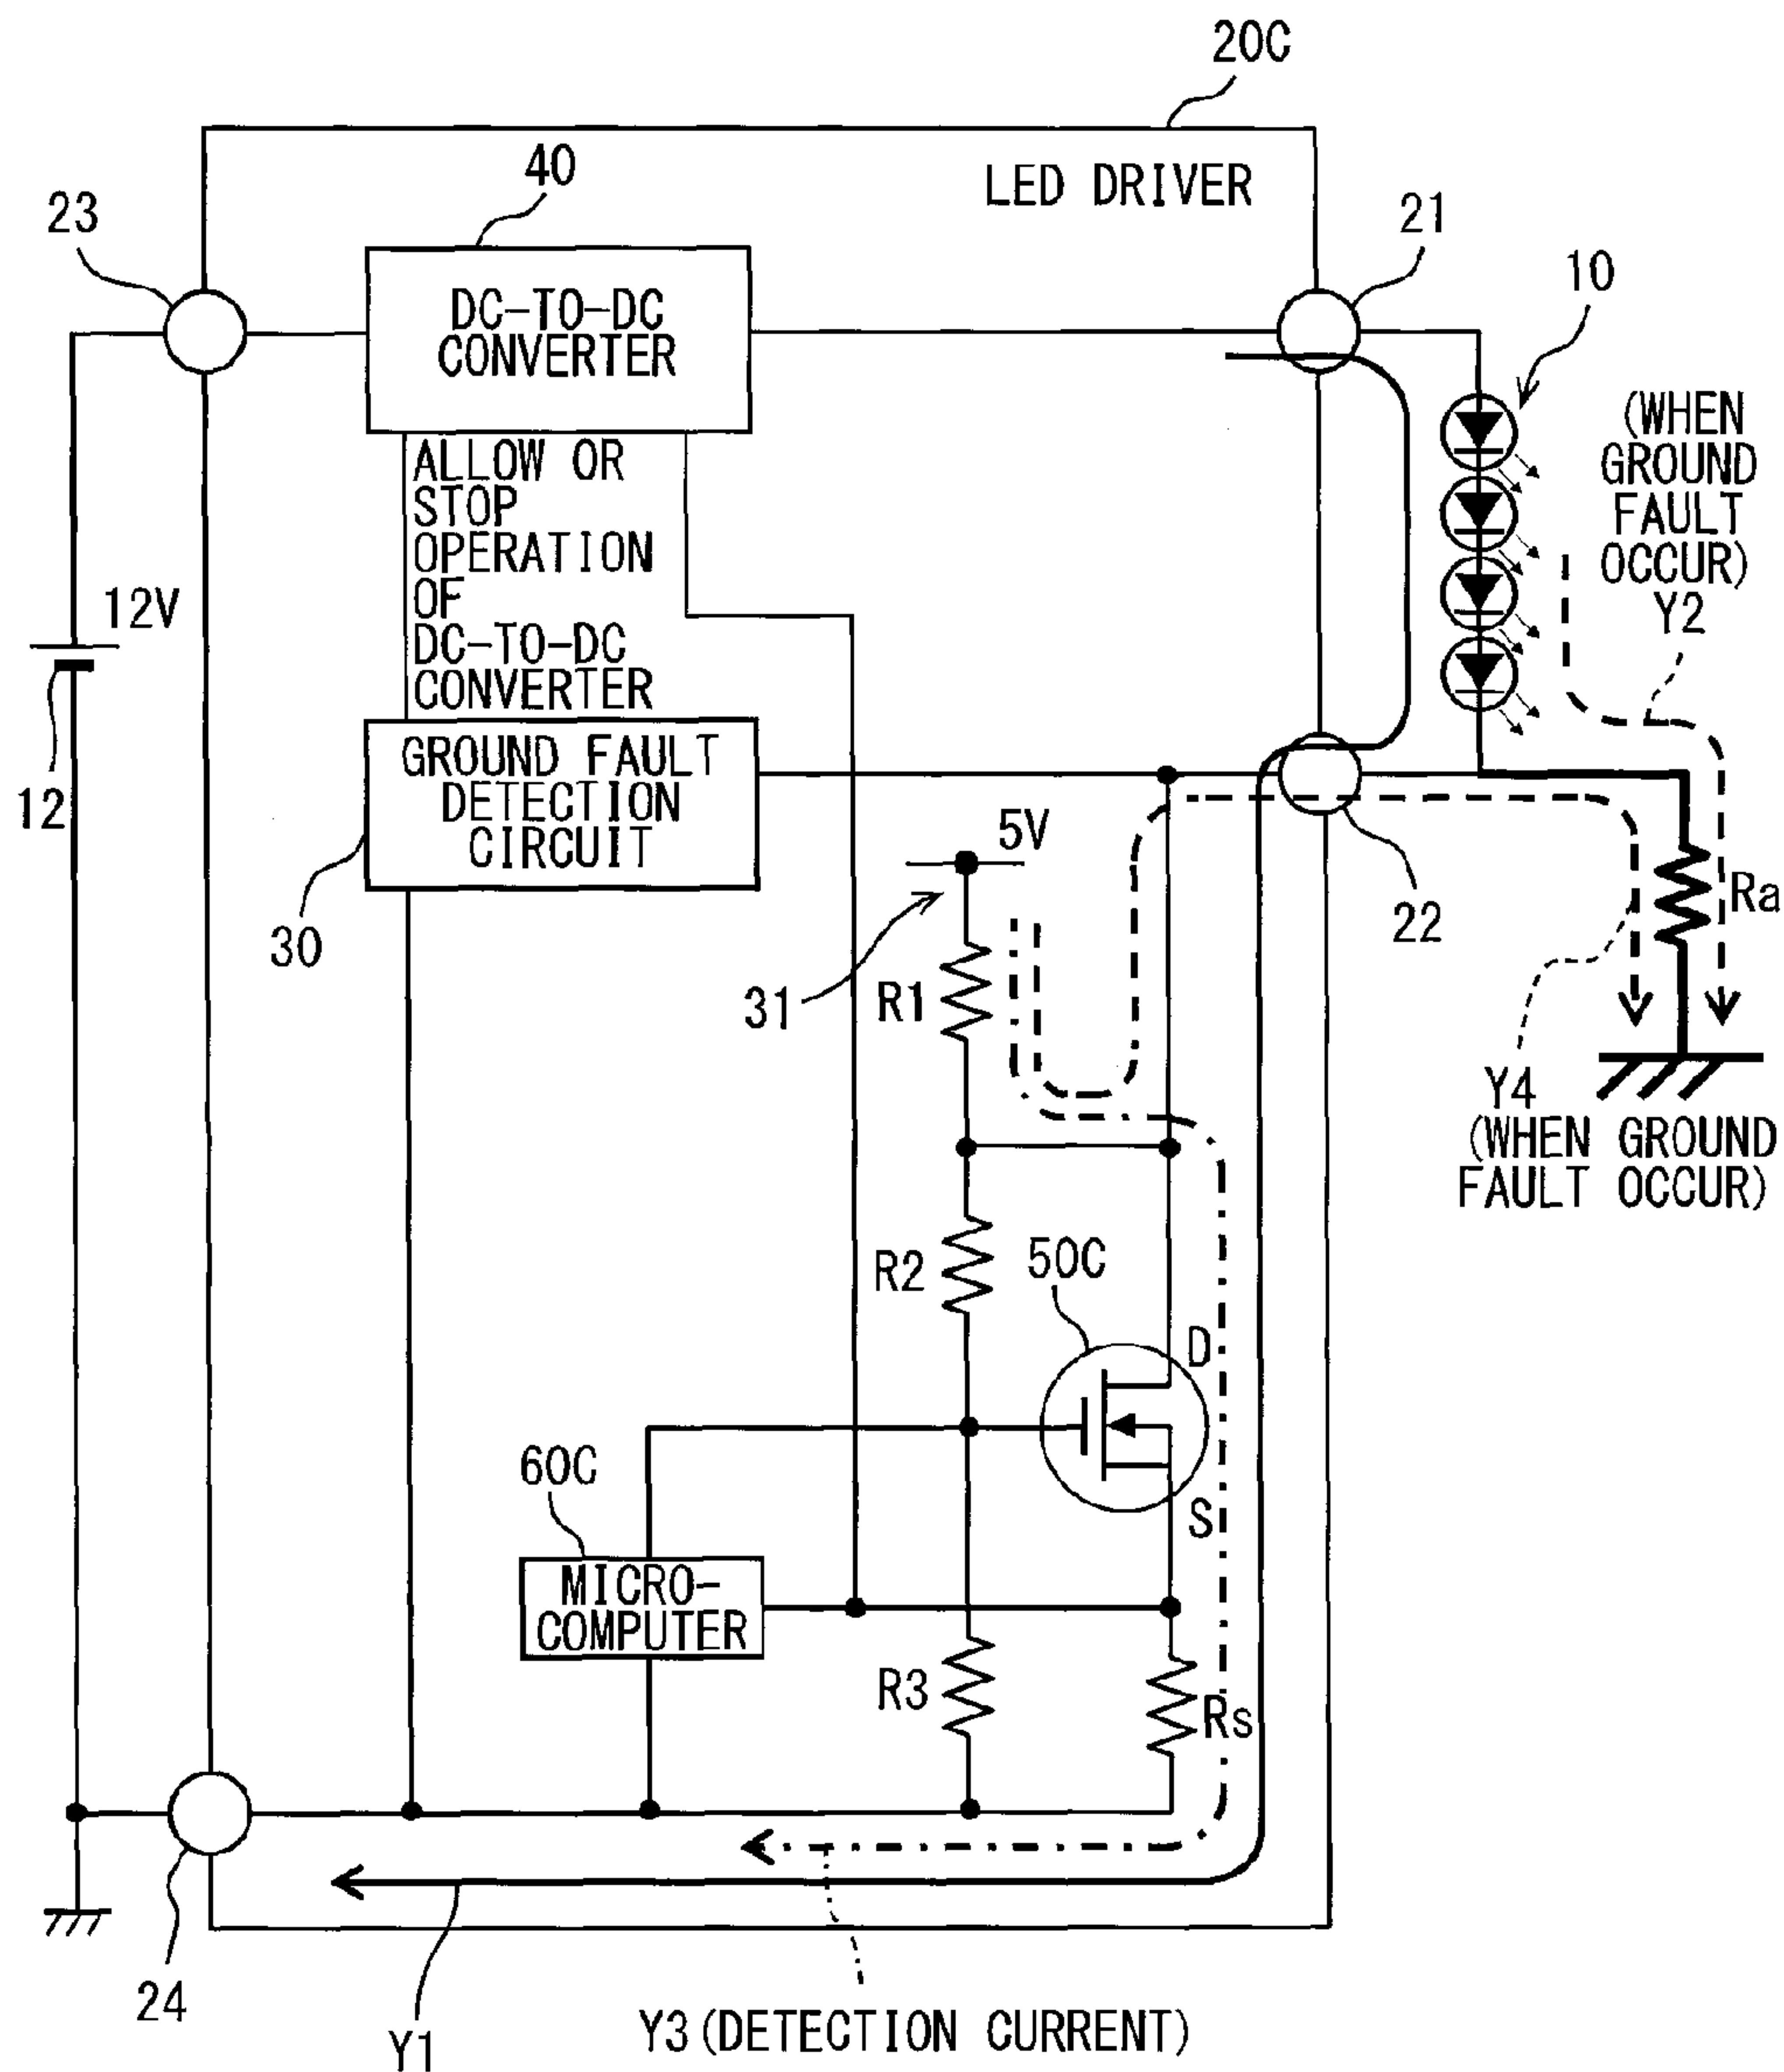 20C
40
LED DRIVER
23
21
10
DC-TO-DC
CONVERTER
(WHEN
GROUND
FAULT
OCCUR)
Y2
ALLOW OR
STOP
OPERATION
OF
DC-TO-DC
CONVERTER
12V
12
GROUND FAULT
DETECTION
CIRCUIT
5V
30
31
R1
22
Ra
Y4
(WHEN GROUND
FAULT OCCUR)
R2
50C
D
60C
S
MICRO-
COMPUTER
R3
Rs
24
Y1
Y3(DETECTION CURRENT)